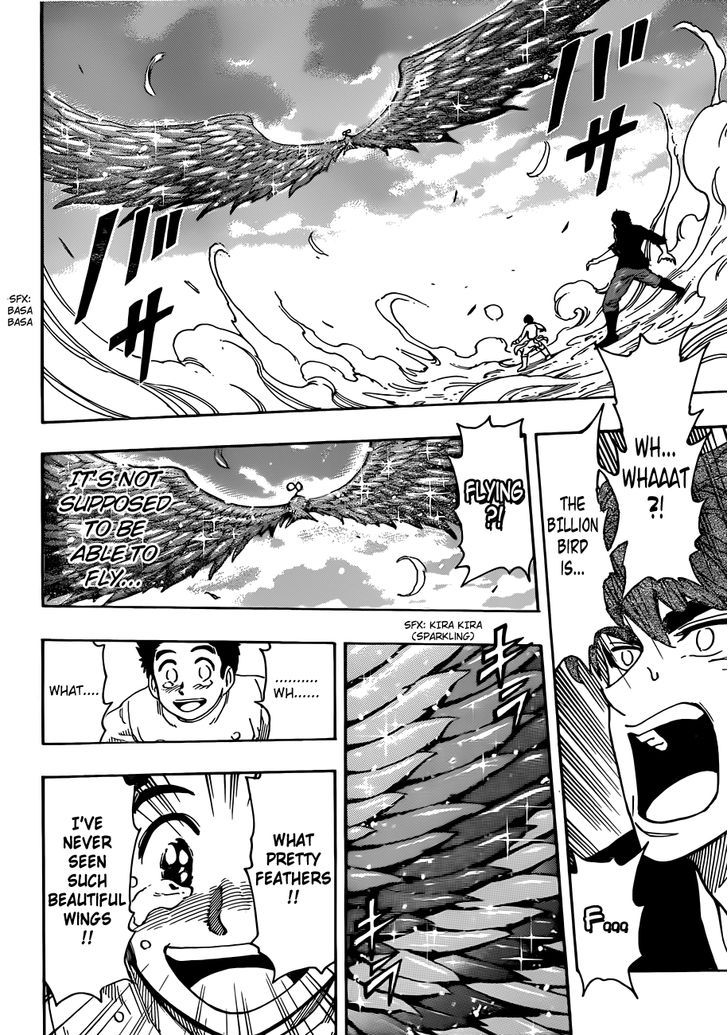 バサ
バサ
SFX:
BASA
BASA
WH...
WHAAAT
?!
THE
BILLION
BIRD
IS...
F...
FLYING
?!
IT'S NOT
SUPPOSED
TO BE
ABLE TO
FLY...
SFX: KIRA KIRA
(SPARKLING)
キラ
キラ
...........
WH......
WHAT....
WHAT
PRETTY
FEATHERS
!!
I'VE
NEVER
SEEN
SUCH
BEAUTIFUL
WINGS
!!